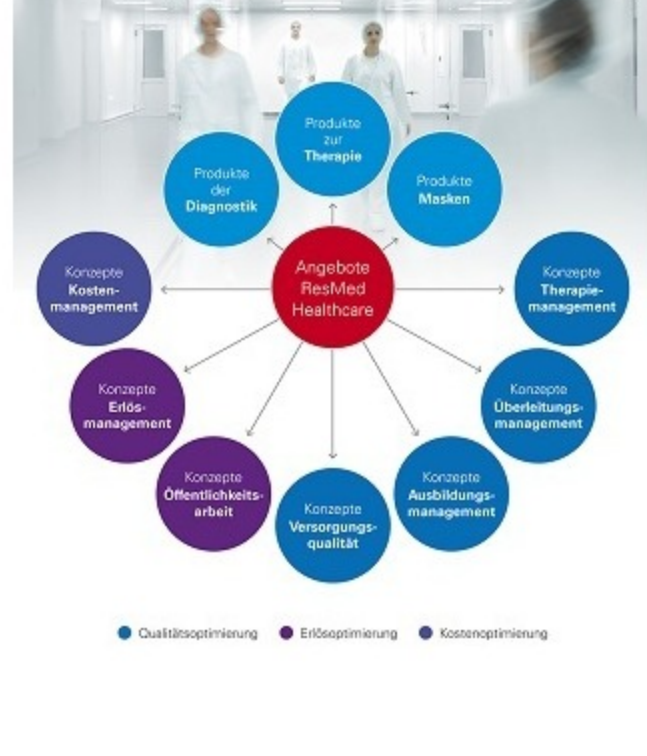 Produkte
zur
Therapie
Produkte
der
Diagnostik
Produkte
Masken
Konzepte
Kosten-
management
Angebote
ResMed
Healthcare
Konzepte
Therapie-
management
Konzepte
Erlös-
management
Konzepte
Überleitungs-
management
Konzepte
Öffentlichkeits-
arbeit
Konzepte
Versorgungs-
qualität
Konzepte
Ausbildungs-
management
Qualitätsoptimierung
Erlösoptimierung
Kostenoptimierung